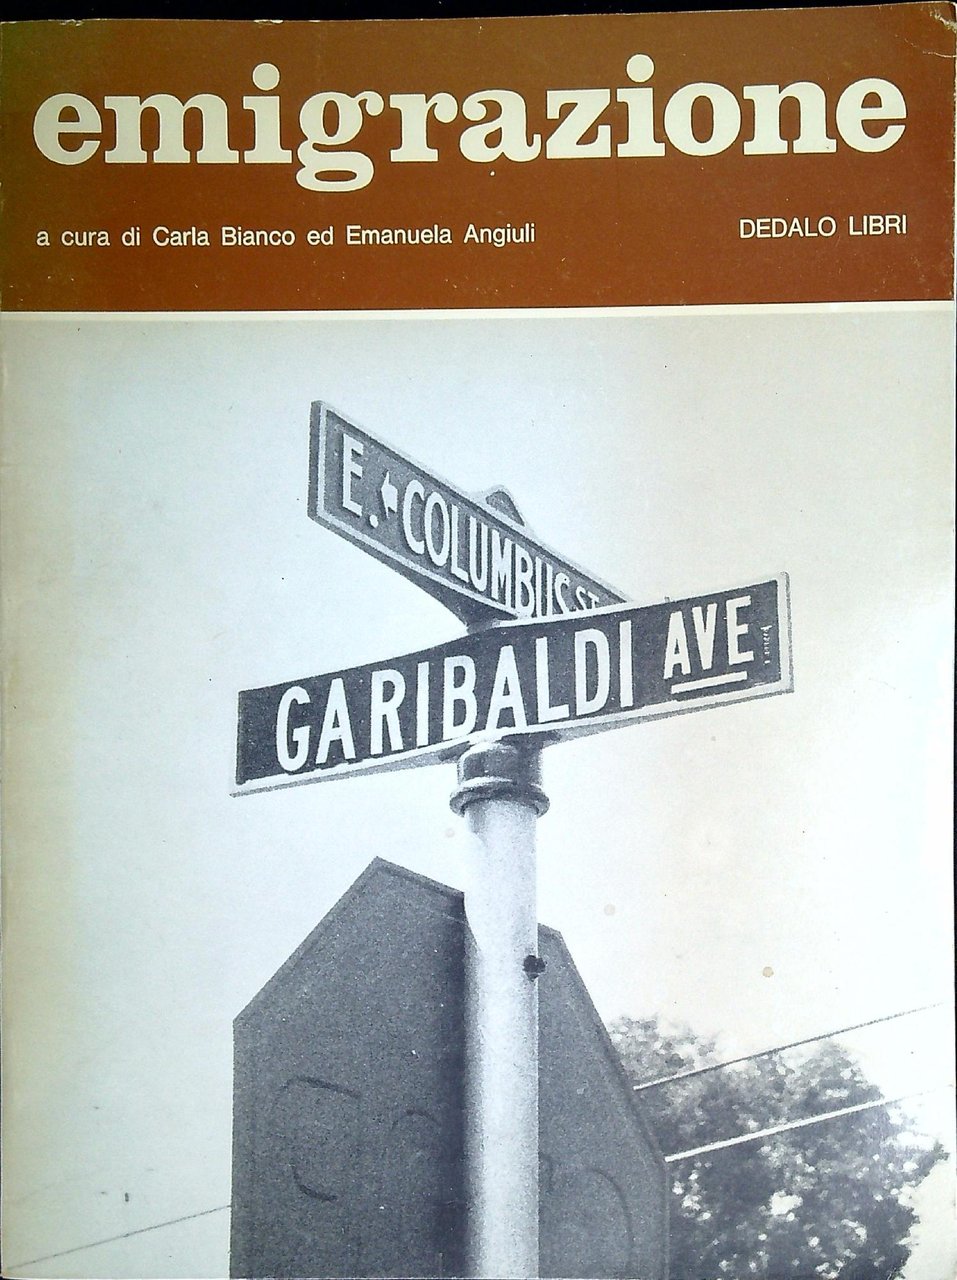 emigrazione
a cura di Carla Bianco ed Emanuela Angiuli
DEDALO LIBRI
E. COLUMBUS ST
GARIBALDI AVE